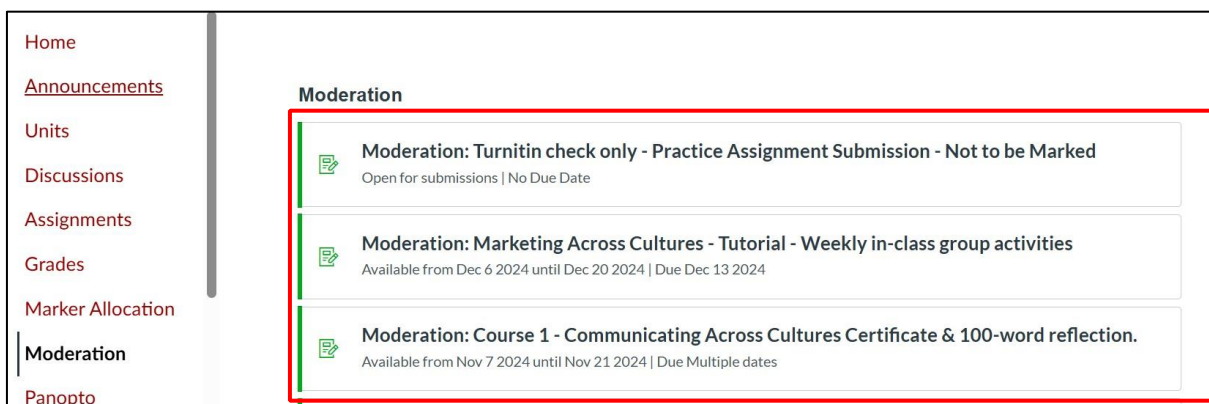 Home
Announcements
Units
Discussions
Assignments
Grades
Marker Allocation
Moderation
Panopto
Moderation
Moderation: Turnitin check only - Practice Assignment Submission - Not to be Marked
Open for submissions | No Due Date
Moderation: Marketing Across Cultures - Tutorial - Weekly in-class group activities
Available from Dec 6 2024 until Dec 20 2024 | Due Dec 13 2024
Moderation: Course 1 - Communicating Across Cultures Certificate & 100-word reflection.
Available from Nov 7 2024 until Nov 21 2024 | Due Multiple dates